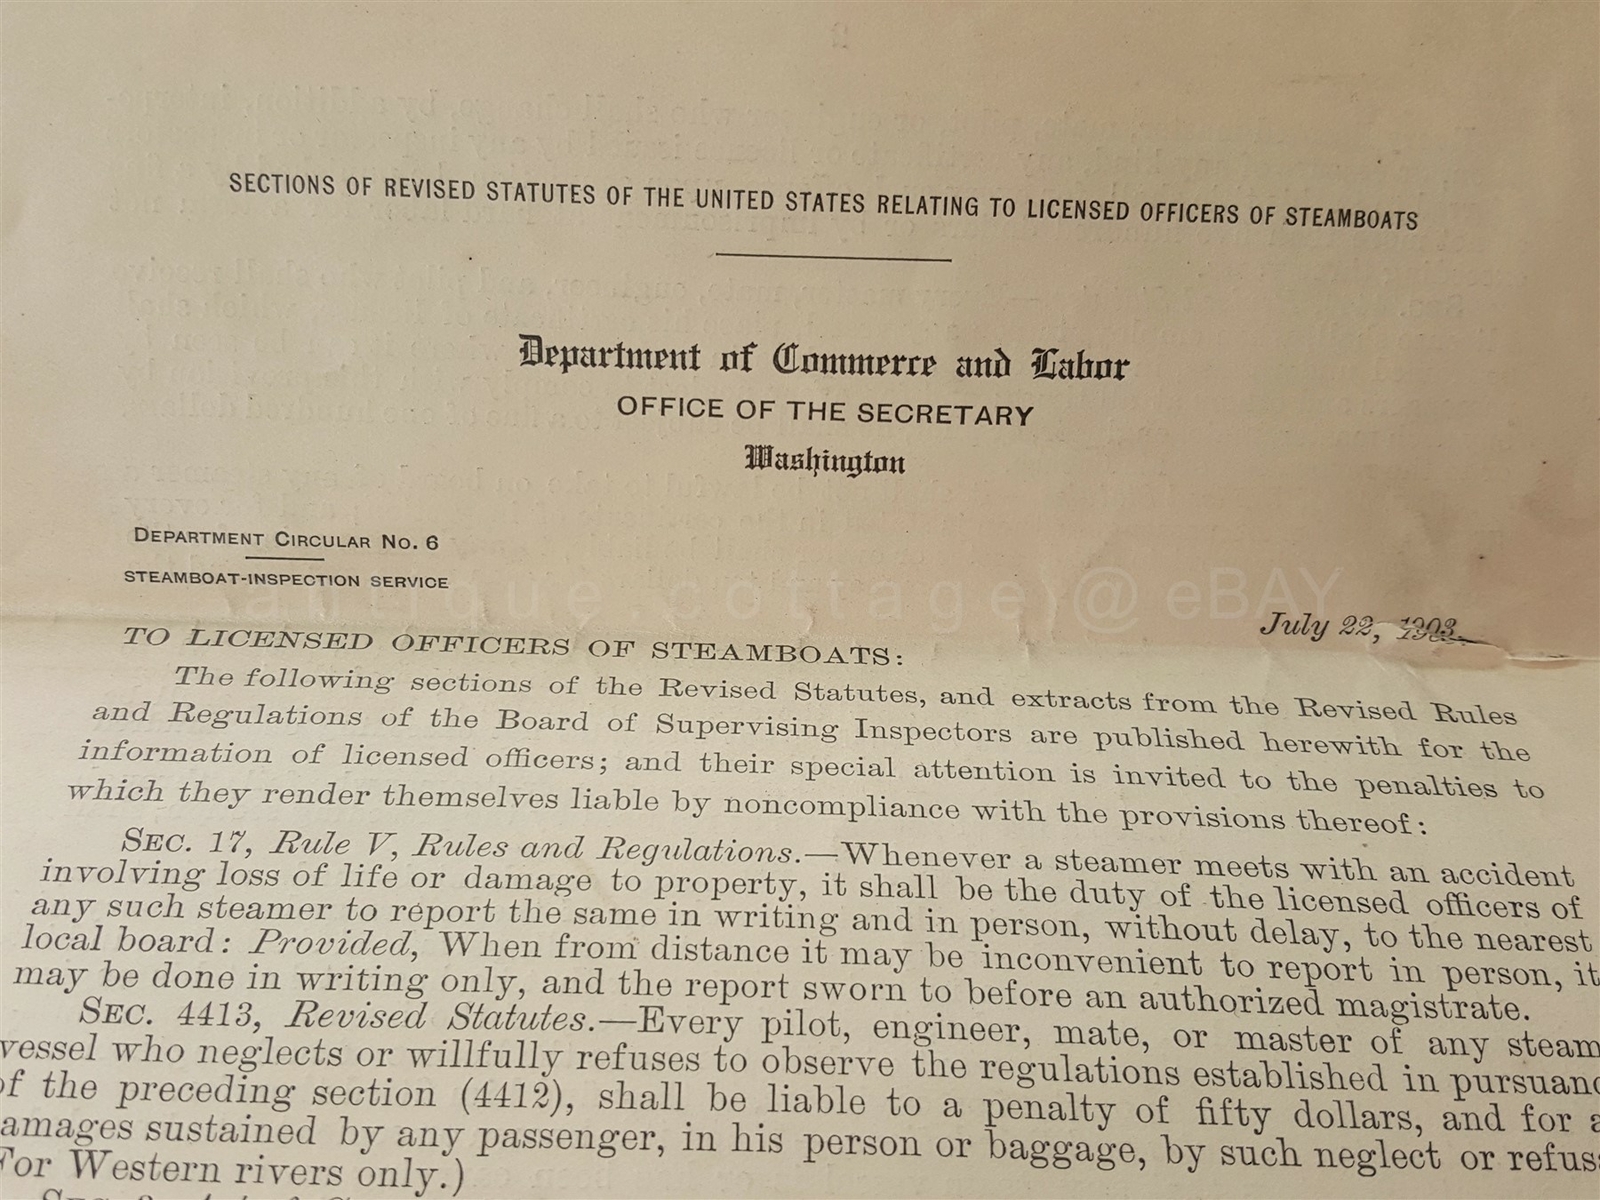 SECTIONS OF REVISED STATUTES OF THE UNITED STATES RELATING TO LICENSED OFFICERS OF STEAMBOATS
Department of Commerce and Labor
OFFICE OF THE SECRETARY
Washington
DEPARTMENT CIRCULAR NO. 6
STEAMBOAT-INSPECTION SERVICE
antique.cottage @ eBAY
July 22, 1903.
TO LICENSED OFFICERS OF STEAMBOATS:
The following sections of the Revised Statutes, and extracts from the Revised Rules
and Regulations of the Board of Supervising Inspectors are published herewith for the
information of licensed officers; and their special attention is invited to the penalties to
which they render themselves liable by noncompliance with the provisions thereof:
SEC. 17, Rule V, Rules and Regulations.—Whenever a steamer meets with an accident
involving loss of life or damage to property, it shall be the duty of the licensed officers of
any such steamer to report the same in writing and in person, without delay, to the nearest
local board: Provided, When from distance it may be inconvenient to report in person, it
may be done in writing only, and the report sworn to before an authorized magistrate.
SEC. 4413, Revised Statutes.—Every pilot, engineer, mate, or master of any steam
vessel who neglects or willfully refuses to observe the regulations established in pursuanc
of the preceding section (4412), shall be liable to a penalty of fifty dollars, and for a
amages sustained by any passenger, in his person or baggage, by such neglect or refus
For Western rivers only.)